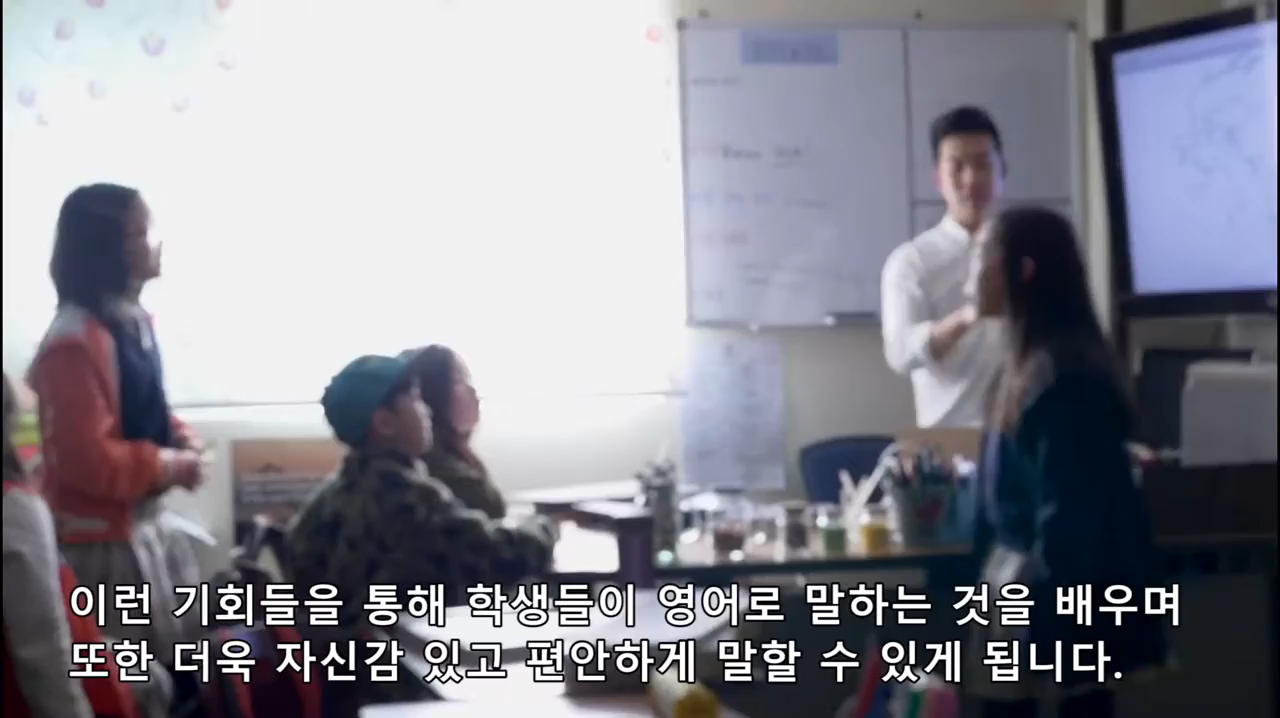 이런 기회들을 통해 학생들이 영어로 말하는 것을 배우며
또한 더욱 자신감 있고 편안하게 말할 수 있게 됩니다.